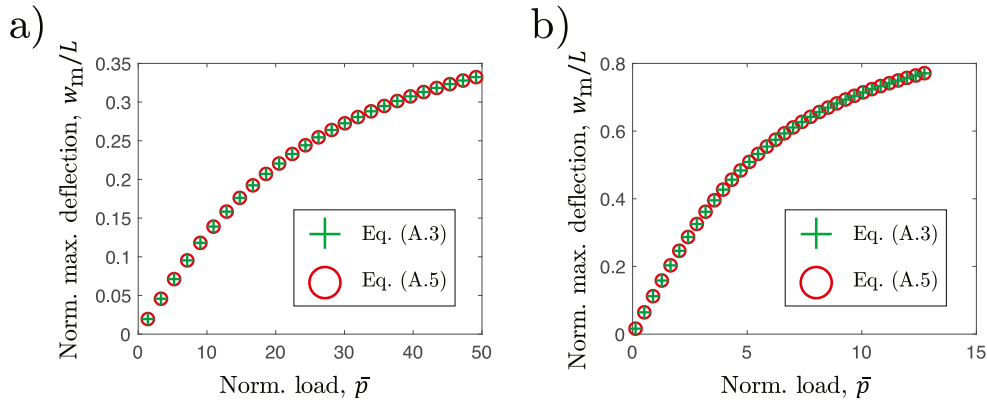 a)
Norm. max. deflection, w_m/L
0.35
0.3
0.25
0.2
0.15
0.1
0.05
0
Eq. (A.3)
Eq. (A.5)
0 10 20 30 40 50
Norm. load, p̄
b)
Norm. max. deflection, w_m/L
0.8
0.6
0.4
0.2
0
Eq. (A.3)
Eq. (A.5)
0 5 10 15
Norm. load, p̄